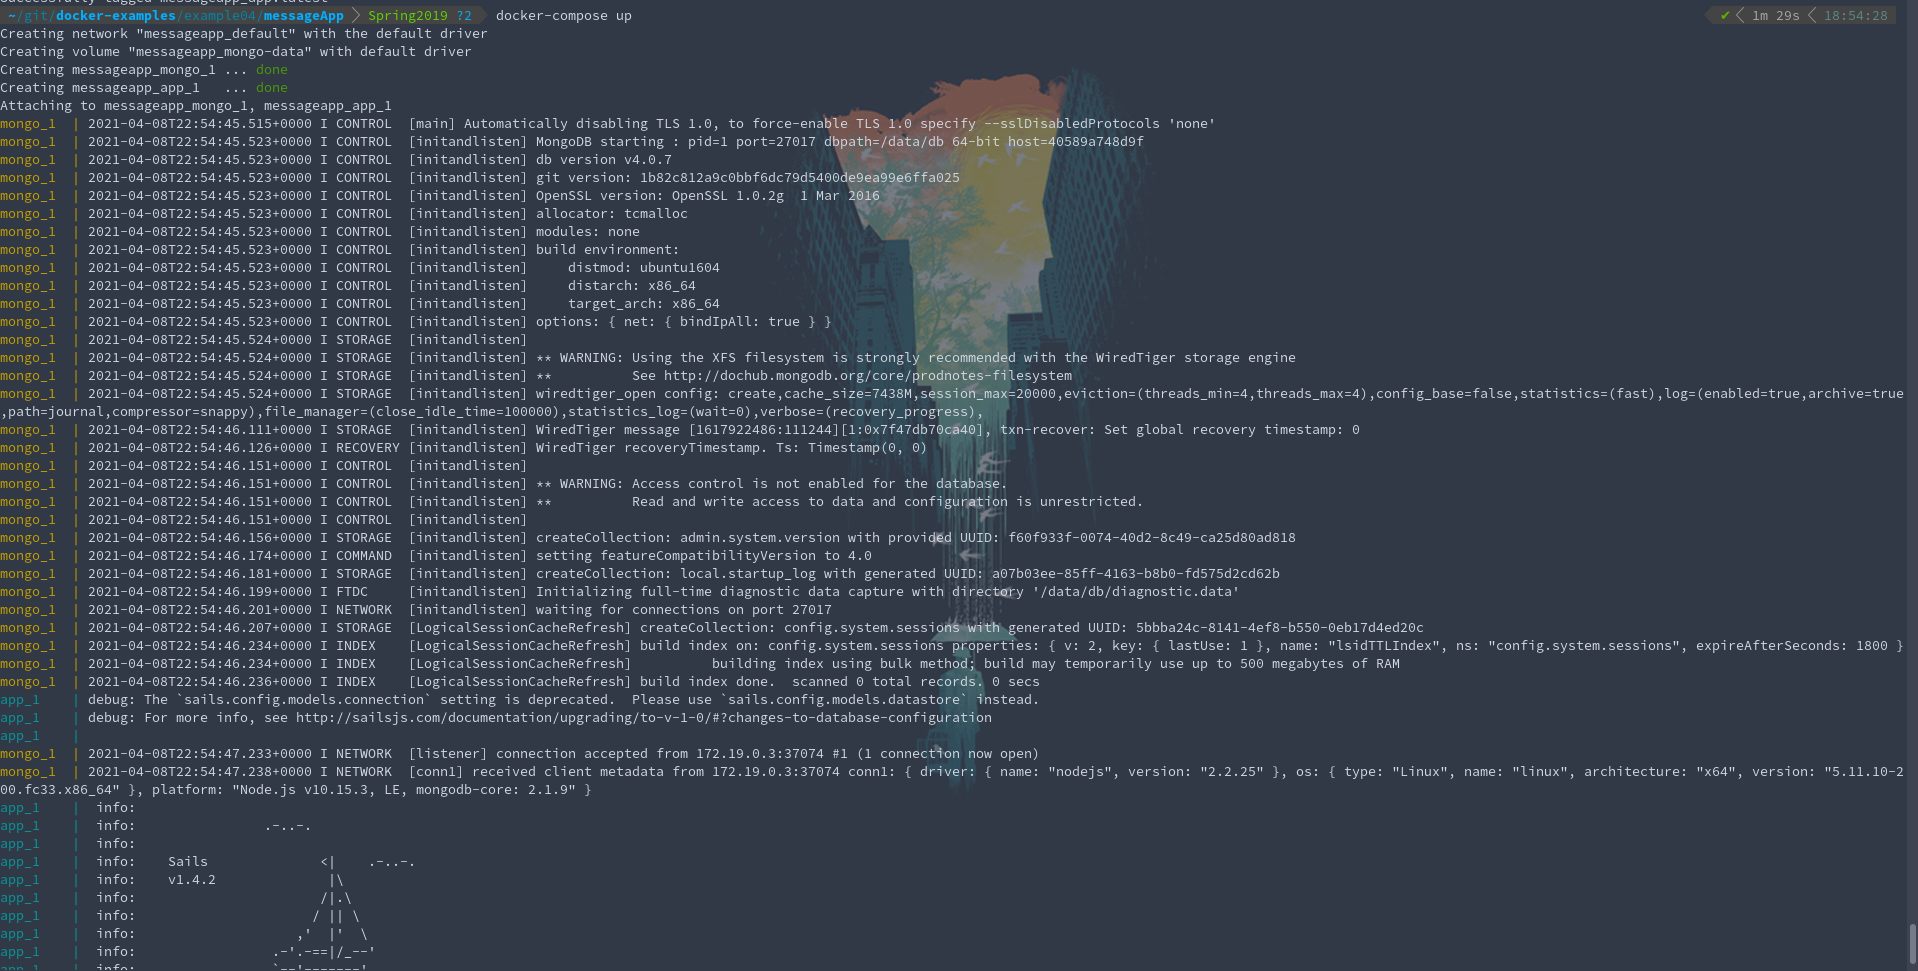 Successfully tagged messageapp_app:latest
~/git/docker-examples/example04/messageApp > Spring2019 ?2 docker-compose up ✔ < 1m 29s < 18:54:28
Creating network "messageapp_default" with the default driver
Creating volume "messageapp_mongo-data" with default driver
Creating messageapp_mongo_1 ... done
Creating messageapp_app_1   ... done
Attaching to messageapp_mongo_1, messageapp_app_1
mongo_1  | 2021-04-08T22:54:45.515+0000 I CONTROL  [main] Automatically disabling TLS 1.0, to force-enable TLS 1.0 specify --sslDisabledProtocols 'none'
mongo_1  | 2021-04-08T22:54:45.523+0000 I CONTROL  [initandlisten] MongoDB starting : pid=1 port=27017 dbpath=/data/db 64-bit host=40589a748d9f
mongo_1  | 2021-04-08T22:54:45.523+0000 I CONTROL  [initandlisten] db version v4.0.7
mongo_1  | 2021-04-08T22:54:45.523+0000 I CONTROL  [initandlisten] git version: 1b82c812a9c0bbf6dc79d5400de9ea99e6ffa025
mongo_1  | 2021-04-08T22:54:45.523+0000 I CONTROL  [initandlisten] OpenSSL version: OpenSSL 1.0.2g  1 Mar 2016
mongo_1  | 2021-04-08T22:54:45.523+0000 I CONTROL  [initandlisten] allocator: tcmalloc
mongo_1  | 2021-04-08T22:54:45.523+0000 I CONTROL  [initandlisten] modules: none
mongo_1  | 2021-04-08T22:54:45.523+0000 I CONTROL  [initandlisten] build environment:
mongo_1  | 2021-04-08T22:54:45.523+0000 I CONTROL  [initandlisten]     distmod: ubuntu1604
mongo_1  | 2021-04-08T22:54:45.523+0000 I CONTROL  [initandlisten]     distarch: x86_64
mongo_1  | 2021-04-08T22:54:45.523+0000 I CONTROL  [initandlisten]     target_arch: x86_64
mongo_1  | 2021-04-08T22:54:45.523+0000 I CONTROL  [initandlisten] options: { net: { bindIpAll: true } }
mongo_1  | 2021-04-08T22:54:45.524+0000 I STORAGE  [initandlisten]
mongo_1  | 2021-04-08T22:54:45.524+0000 I STORAGE  [initandlisten] ** WARNING: Using the XFS filesystem is strongly recommended with the WiredTiger storage engine
mongo_1  | 2021-04-08T22:54:45.524+0000 I STORAGE  [initandlisten] **          See http://dochub.mongodb.org/core/prodnotes-filesystem
mongo_1  | 2021-04-08T22:54:45.524+0000 I STORAGE  [initandlisten] wiredtiger_open config: create,cache_size=7438M,session_max=20000,eviction=(threads_min=4,threads_max=4),config_base=false,statistics=(fast),log=(enabled=true,archive=true
,path=journal,compressor=snappy),file_manager=(close_idle_time=100000),statistics_log=(wait=0),verbose=(recovery_progress),
mongo_1  | 2021-04-08T22:54:46.111+0000 I STORAGE  [initandlisten] WiredTiger message [1617922486:111244][1:0x7f47db70ca40], txn-recover: Set global recovery timestamp: 0
mongo_1  | 2021-04-08T22:54:46.126+0000 I RECOVERY [initandlisten] WiredTiger recoveryTimestamp. Ts: Timestamp(0, 0)
mongo_1  | 2021-04-08T22:54:46.151+0000 I CONTROL  [initandlisten]
mongo_1  | 2021-04-08T22:54:46.151+0000 I CONTROL  [initandlisten] ** WARNING: Access control is not enabled for the database.
mongo_1  | 2021-04-08T22:54:46.151+0000 I CONTROL  [initandlisten] **          Read and write access to data and configuration is unrestricted.
mongo_1  | 2021-04-08T22:54:46.151+0000 I CONTROL  [initandlisten]
mongo_1  | 2021-04-08T22:54:46.156+0000 I STORAGE  [initandlisten] createCollection: admin.system.version with provided UUID: f60f933f-0074-40d2-8c49-ca25d80ad818
mongo_1  | 2021-04-08T22:54:46.174+0000 I COMMAND  [initandlisten] setting featureCompatibilityVersion to 4.0
mongo_1  | 2021-04-08T22:54:46.181+0000 I STORAGE  [initandlisten] createCollection: local.startup_log with generated UUID: a07b03ee-85ff-4163-b8b0-fd575d2cd62b
mongo_1  | 2021-04-08T22:54:46.199+0000 I FTDC     [initandlisten] Initializing full-time diagnostic data capture with directory '/data/db/diagnostic.data'
mongo_1  | 2021-04-08T22:54:46.201+0000 I NETWORK  [initandlisten] waiting for connections on port 27017
mongo_1  | 2021-04-08T22:54:46.207+0000 I STORAGE  [LogicalSessionCacheRefresh] createCollection: config.system.sessions with generated UUID: 5bbba24c-8141-4ef8-b550-0eb17d4ed20c
mongo_1  | 2021-04-08T22:54:46.234+0000 I INDEX    [LogicalSessionCacheRefresh] build index on: config.system.sessions properties: { v: 2, key: { lastUse: 1 }, name: "lsidTTLIndex", ns: "config.system.sessions", expireAfterSeconds: 1800 }
mongo_1  | 2021-04-08T22:54:46.234+0000 I INDEX    [LogicalSessionCacheRefresh]          building index using bulk method; build may temporarily use up to 500 megabytes of RAM
mongo_1  | 2021-04-08T22:54:46.236+0000 I INDEX    [LogicalSessionCacheRefresh] build index done.  scanned 0 total records. 0 secs
app_1    | debug: The `sails.config.models.connection` setting is deprecated.  Please use `sails.config.models.datastore` instead.
app_1    | debug: For more info, see http://sailsjs.com/documentation/upgrading/to-v-1-0/#?changes-to-database-configuration
app_1    |
mongo_1  | 2021-04-08T22:54:47.233+0000 I NETWORK  [listener] connection accepted from 172.19.0.3:37074 #1 (1 connection now open)
mongo_1  | 2021-04-08T22:54:47.238+0000 I NETWORK  [conn1] received client metadata from 172.19.0.3:37074 conn1: { driver: { name: "nodejs", version: "2.2.25" }, os: { type: "Linux", name: "linux", architecture: "x64", version: "5.11.10-2
00.fc33.x86_64" }, platform: "Node.js v10.15.3, LE, mongodb-core: 2.1.9" }
app_1    |  info:
app_1    |  info:                .-..-.
app_1    |  info:
app_1    |  info:    Sails              <|    .-..-.
app_1    |  info:    v1.4.2              |\
app_1    |  info:                       /|.\
app_1    |  info:                      / || \
app_1    |  info:                    ,'  |'  \
app_1    |  info:                 .-'.-==|/_--'
app_1    |  info:                 `--'-------'